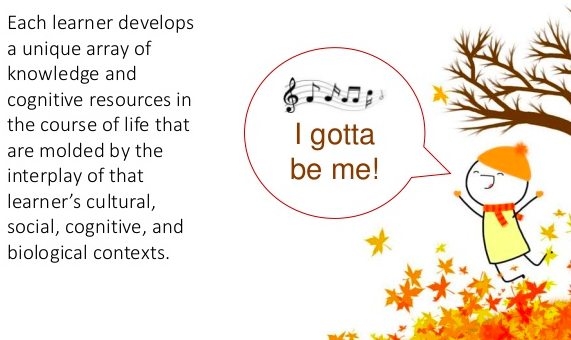 Each learner develops
a unique array of
knowledge and
cognitive resources in
the course of life that
are molded by the
interplay of that
learner’s cultural,
social, cognitive, and
biological contexts.
I gotta
be me!